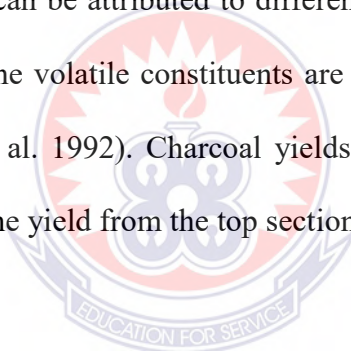 can be attributed to differen
he volatile constituents are
al. 1992). Charcoal yields
he yield from the top section
EDUCATION FOR SERVICE